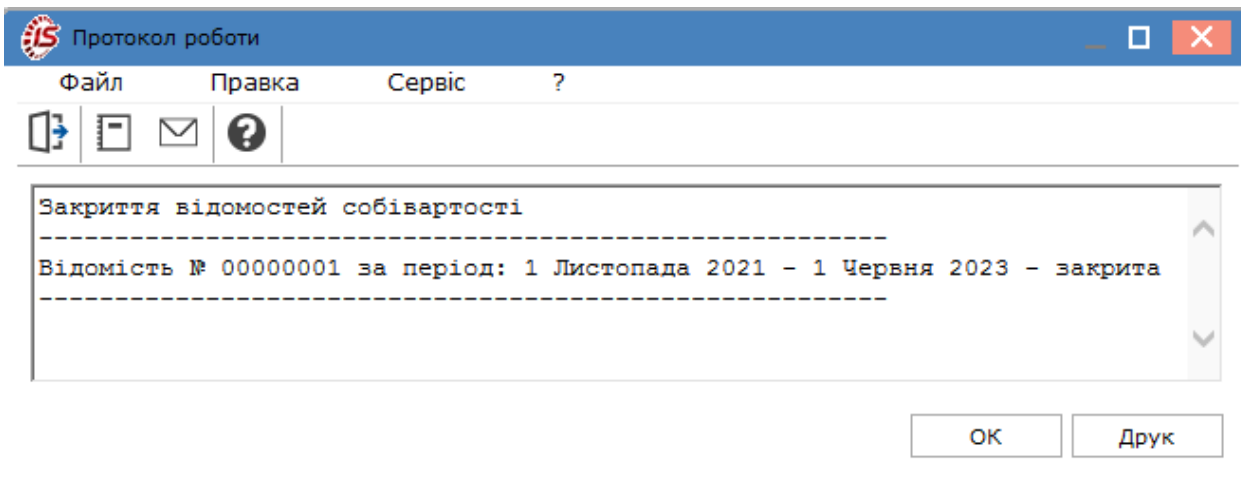 IS Протокол роботи
Файл Правка Сервіс ?
Закриття відомостей собівартості
--------------------------------------------------------
Відомість № 00000001 за період: 1 Листопада 2021 - 1 Червня 2023 - закрита
--------------------------------------------------------
ОК Друк